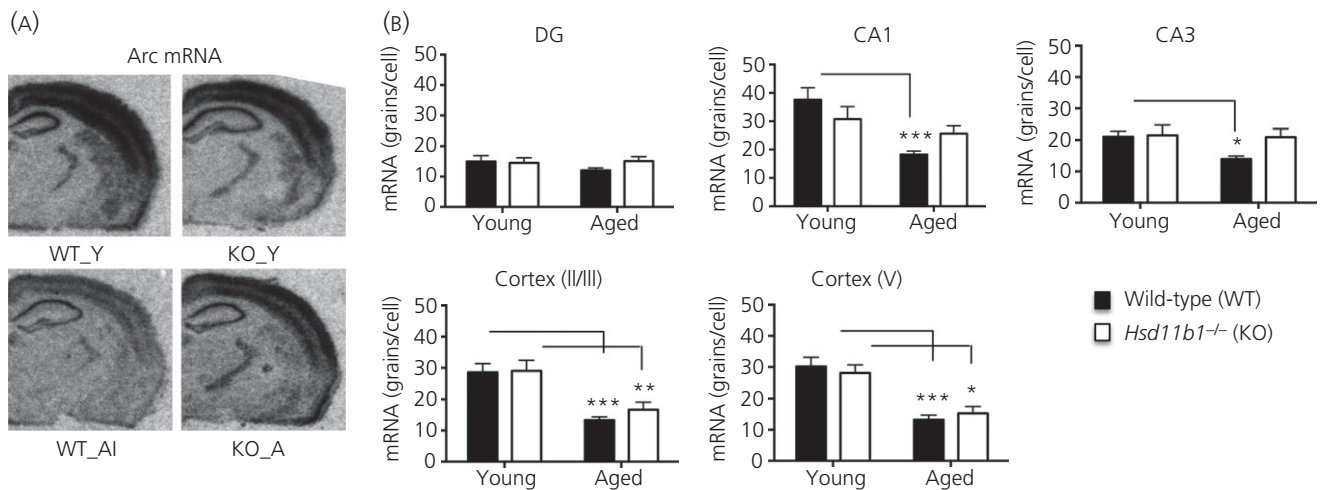 (A)
Arc mRNA
WT_Y
KO_Y
WT_AI
KO_A
(B)
DG
mRNA (grains/cell)
50
40
30
20
10
0
Young
Aged
CA1
mRNA (grains/cell)
50
40
30
20
10
0
***
Young
Aged
CA3
mRNA (grains/cell)
50
40
30
20
10
0
*
Young
Aged
Cortex (II/III)
mRNA (grains/cell)
50
40
30
20
10
0
***
**
Young
Aged
Cortex (V)
mRNA (grains/cell)
50
40
30
20
10
0
***
*
Young
Aged
Wild-type (WT)
Hsd11b1−/− (KO)